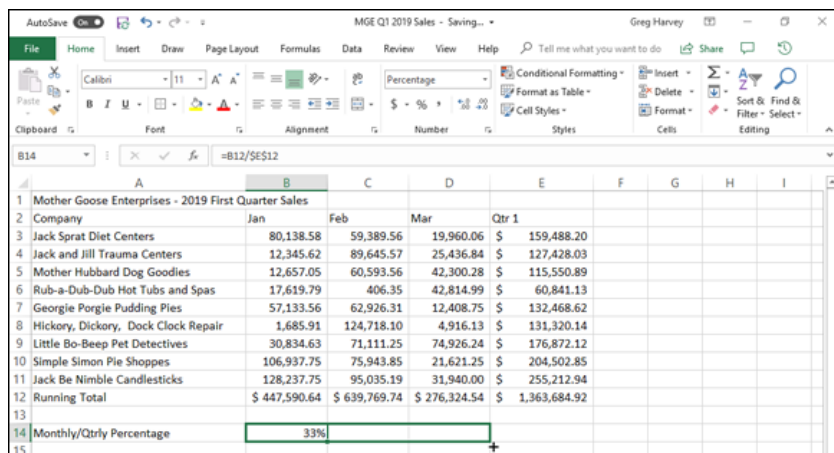 AutoSave On MGE Q1 2019 Sales - Saving... Greg Harvey
File Home Insert Draw Page Layout Formulas Data Review View Help Tell me what you want to do Share
Calibri 11 A A Percentage Conditional Formatting Insert Σ
Paste B I U A $ % , Format as Table Delete Sort & Find &
Cell Styles Format Filter Select
Clipboard Font Alignment Number Styles Cells Editing
B14 fx =B12/$E$12
A B C D E F G H I
1 Mother Goose Enterprises - 2019 First Quarter Sales
2 Company Jan Feb Mar Qtr 1
3 Jack Sprat Diet Centers 80,138.58 59,389.56 19,960.06 $ 159,488.20
4 Jack and Jill Trauma Centers 12,345.62 89,645.57 25,436.84 $ 127,428.03
5 Mother Hubbard Dog Goodies 12,657.05 60,593.56 42,300.28 $ 115,550.89
6 Rub-a-Dub-Dub Hot Tubs and Spas 17,619.79 406.35 42,814.99 $ 60,841.13
7 Georgie Porgie Pudding Pies 57,133.56 62,926.31 12,408.75 $ 132,468.62
8 Hickory, Dickory, Dock Clock Repair 1,685.91 124,718.10 4,916.13 $ 131,320.14
9 Little Bo-Beep Pet Detectives 30,834.63 71,111.25 74,926.24 $ 176,872.12
10 Simple Simon Pie Shoppes 106,937.75 75,943.85 21,621.25 $ 204,502.85
11 Jack Be Nimble Candlesticks 128,237.75 95,035.19 31,940.00 $ 255,212.94
12 Running Total $ 447,590.64 $ 639,769.74 $ 276,324.54 $ 1,363,684.92
13
14 Monthly/Qtrly Percentage 33%
15